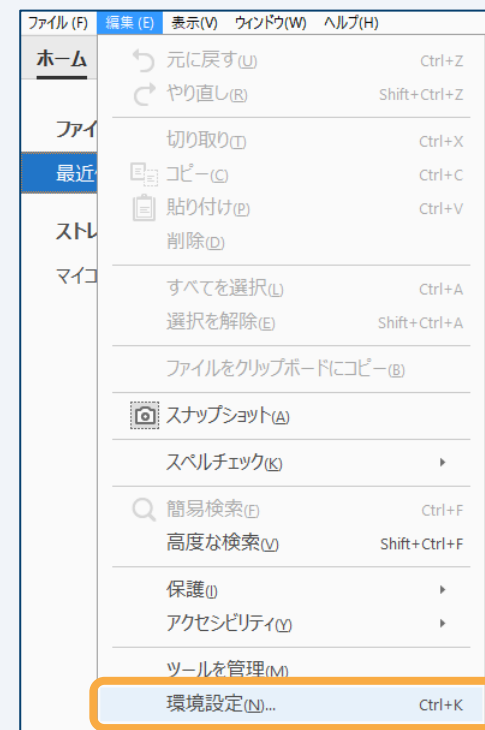 ファイル(F) 編集(E) 表示(V) ウィンドウ(W) ヘルプ(H)
ホーム
元に戻す(U) Ctrl+Z
やり直し(R) Shift+Ctrl+Z
ファイ
切り取り(T) Ctrl+X
最近
コピー(C) Ctrl+C
貼り付け(P) Ctrl+V
ストレ
削除(D)
マイコ
すべてを選択(L) Ctrl+A
選択を解除(E) Shift+Ctrl+A
ファイルをクリップボードにコピー(B)
スナップショット(A)
スペルチェック(K)
簡易検索(F) Ctrl+F
高度な検索(V) Shift+Ctrl+F
保護(I)
アクセシビリティ(Y)
ツールを管理(M)
環境設定(N)... Ctrl+K